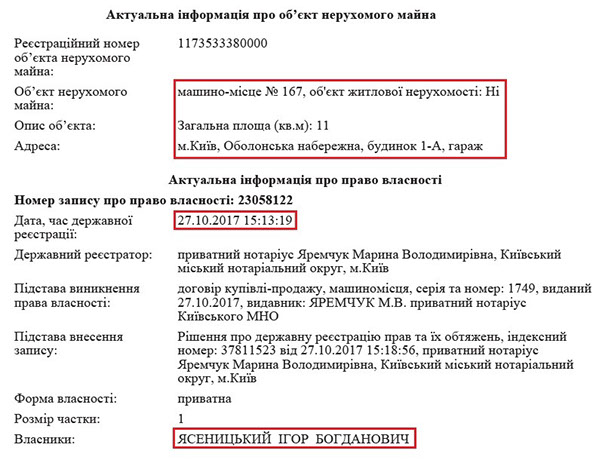 Актуальна інформація про об’єкт нерухомого майна
Реєстраційний номер 1173533380000
об’єкта нерухомого
майна:
Об’єкт нерухомого машино-місце № 167, об'єкт житлової нерухомості: Ні
майна:
Опис об’єкта: Загальна площа (кв.м): 11
Адреса: м.Київ, Оболонська набережна, будинок 1-А, гараж
Актуальна інформація про право власності
Номер запису про право власності: 23058122
Дата, час державної 27.10.2017 15:13:19
реєстрації:
Державний реєстратор: приватний нотаріус Яремчук Марина Володимирівна, Київський
міський нотаріальний округ, м.Київ
Підстава виникнення договір купівлі-продажу, машиномісця, серія та номер: 1749, виданий
права власності: 27.10.2017, видавник: ЯРЕМЧУК М.В. приватний нотаріус
Київського МНО
Підстава внесення Рішення про державну реєстрацію прав та їх обтяжень, індексний
запису: номер: 37811523 від 27.10.2017 15:18:56, приватний нотаріус
Яремчук Марина Володимирівна, Київський міський нотаріальний
округ, м.Київ
Форма власності: приватна
Розмір частки: 1
Власники: ЯСЕНИЦЬКИЙ ІГОР БОГДАНОВИЧ